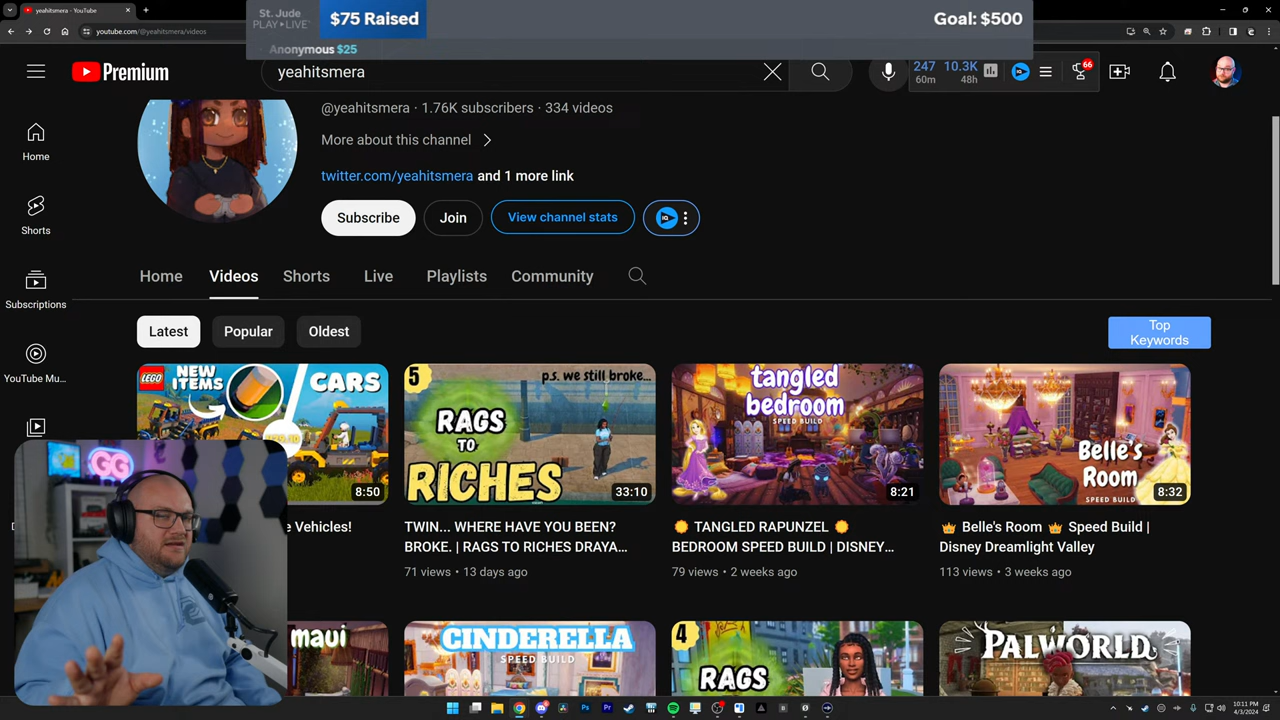 yeahitsmera - YouTube
youtube.com/@yeahitsmera/videos
St. Jude
PLAY LIVE
$75 Raised
Goal: $500
Anonymous $25
Premium
yeahitsmera
247
60m
10.3K
48h
66
@yeahitsmera · 1.76K subscribers · 334 videos
More about this channel
twitter.com/yeahitsmera and 1 more link
Subscribe
Join
View channel stats
IQ
Home
Shorts
Subscriptions
YouTube Mu...
Home
Videos
Shorts
Live
Playlists
Community
Latest
Popular
Oldest
Top
Keywords
LEGO
NEW
ITEMS
CARS
8:50
e Vehicles!
5
p.s. we still broke...
RAGS
TO
RICHES
33:10
TWIN... WHERE HAVE YOU BEEN?
BROKE. | RAGS TO RICHES DRAYA...
71 views • 13 days ago
tangled
bedroom
SPEED BUILD
8:21
TANGLED RAPUNZEL
BEDROOM SPEED BUILD | DISNEY...
79 views • 2 weeks ago
Belle's
Room
SPEED BUILD
8:32
Belle's Room Speed Build |
Disney Dreamlight Valley
113 views • 3 weeks ago
GG
maui
CINDERELLA
SPEED BUILD
4
RAGS
PALWORLD
10:11 PM
4/3/2024